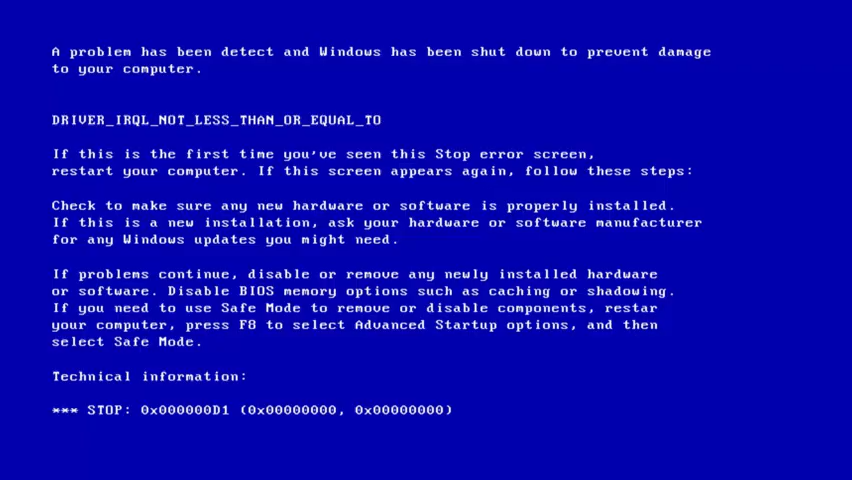 A problem has been detect and Windows has been shut down to prevent damage
to your computer.
DRIVER_IRQL_NOT_LESS_THAN_OR_EQUAL_TO
If this is the first time you've seen this Stop error screen,
restart your computer. If this screen appears again, follow these steps:
Check to make sure any new hardware or software is properly installed.
If this is a new installation, ask your hardware or software manufacturer
for any Windows updates you might need.
If problems continue, disable or remove any newly installed hardware
or software. Disable BIOS memory options such as caching or shadowing.
If you need to use Safe Mode to remove or disable components, restar
your computer, press F8 to select Advanced Startup options, and then
select Safe Mode.
Technical information:
*** STOP: 0x000000D1 (0x00000000, 0x00000000)